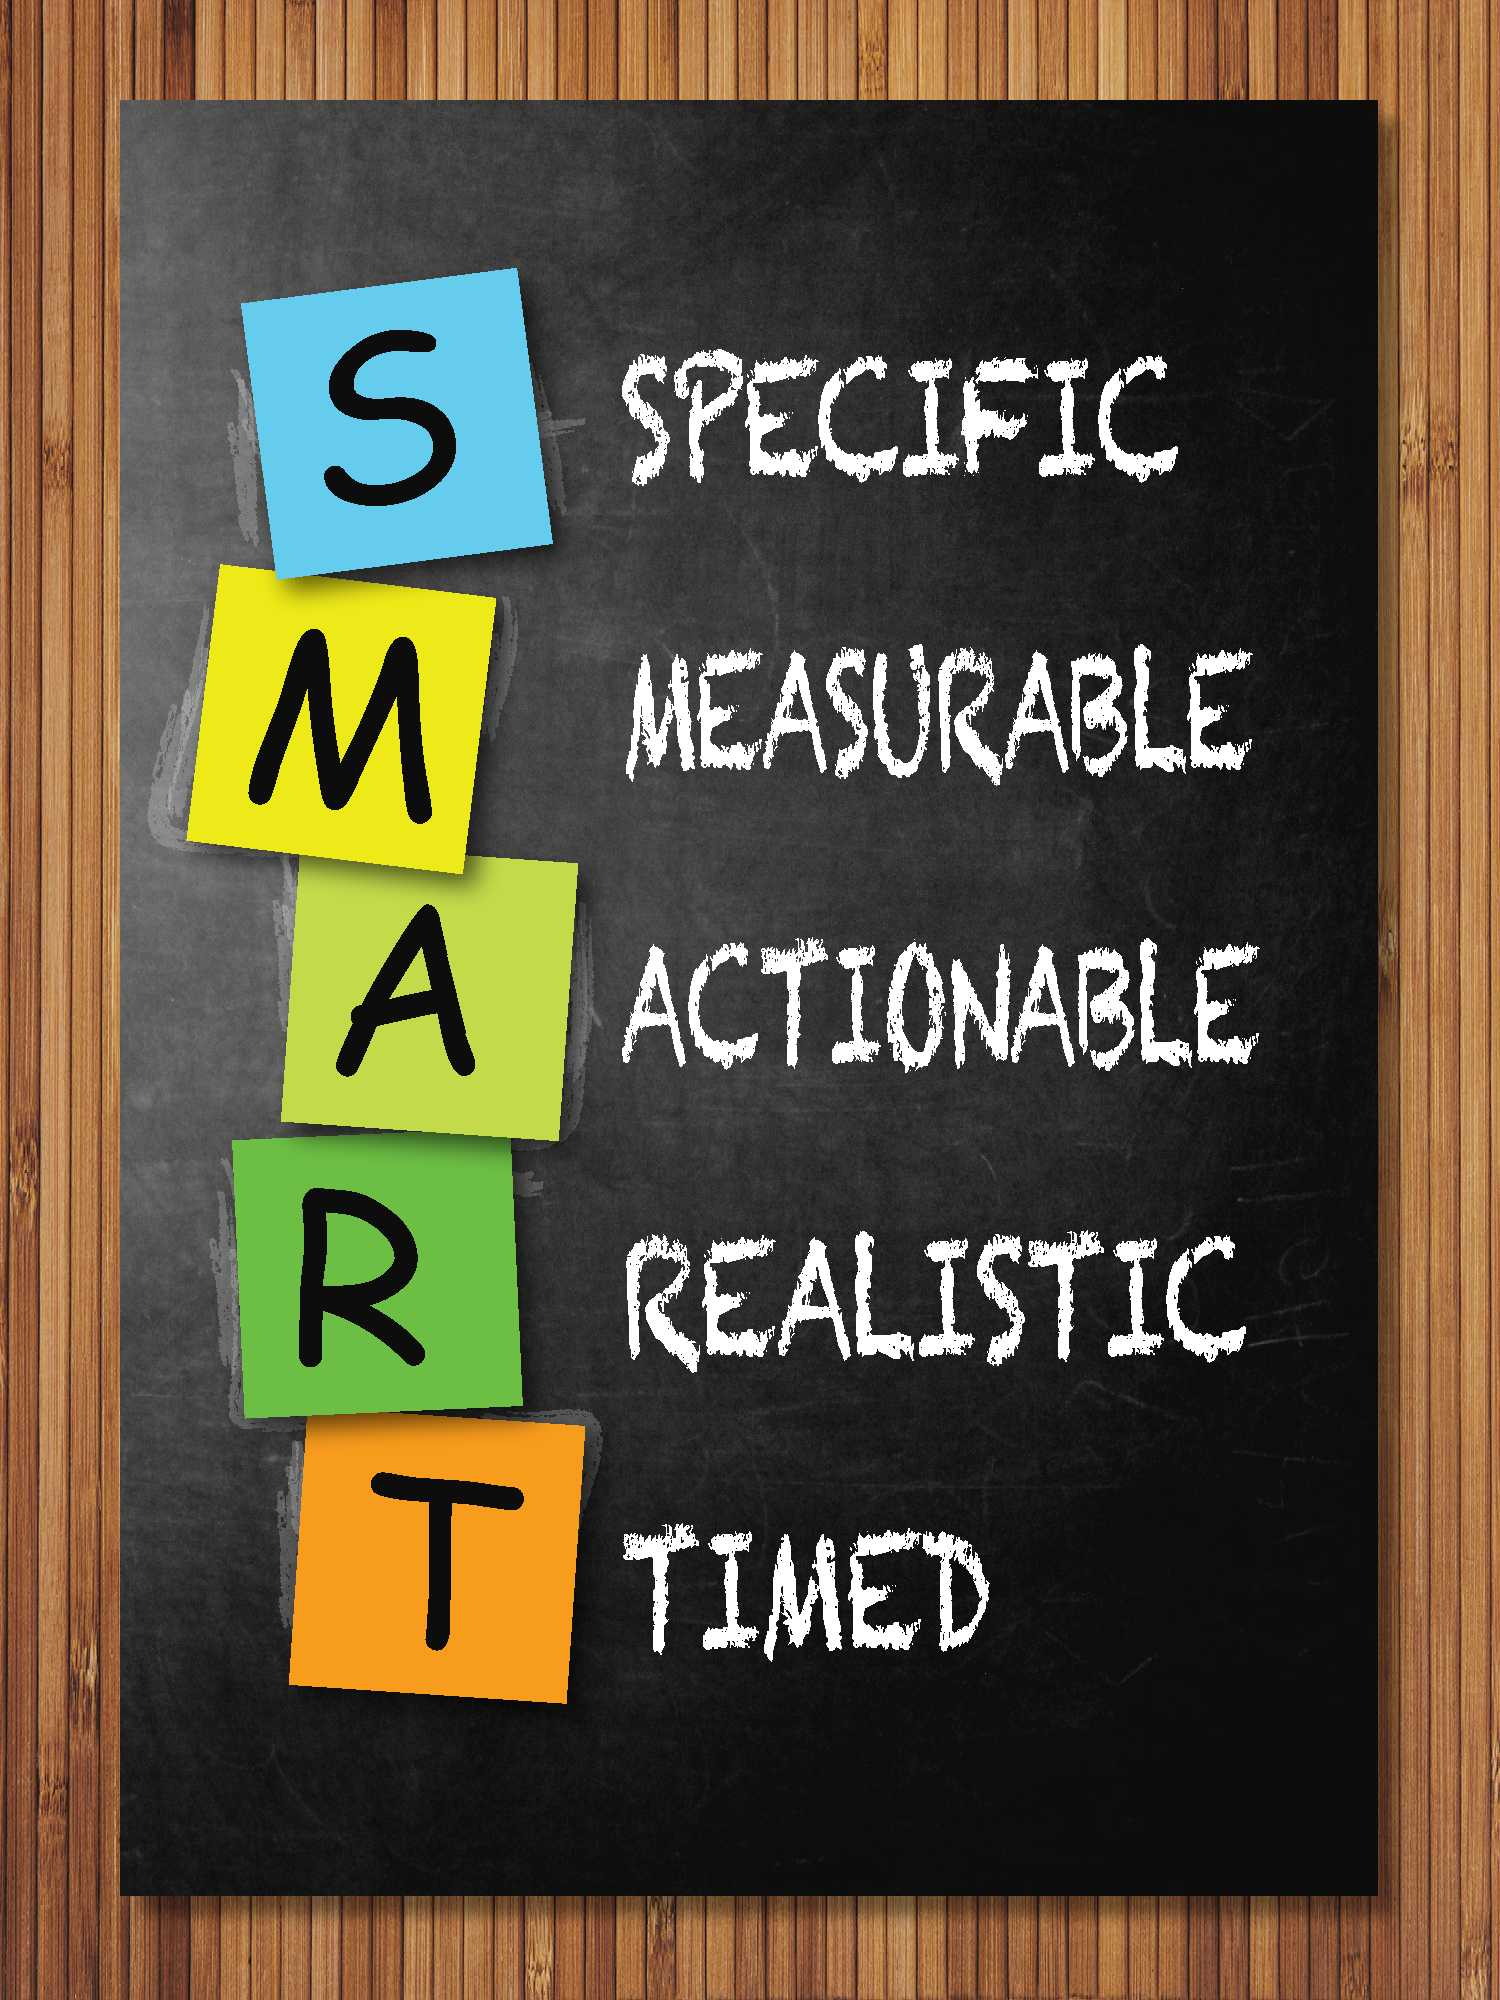 S SPECIFIC
M MEASURABLE
A ACTIONABLE
R REALISTIC
T TIMED